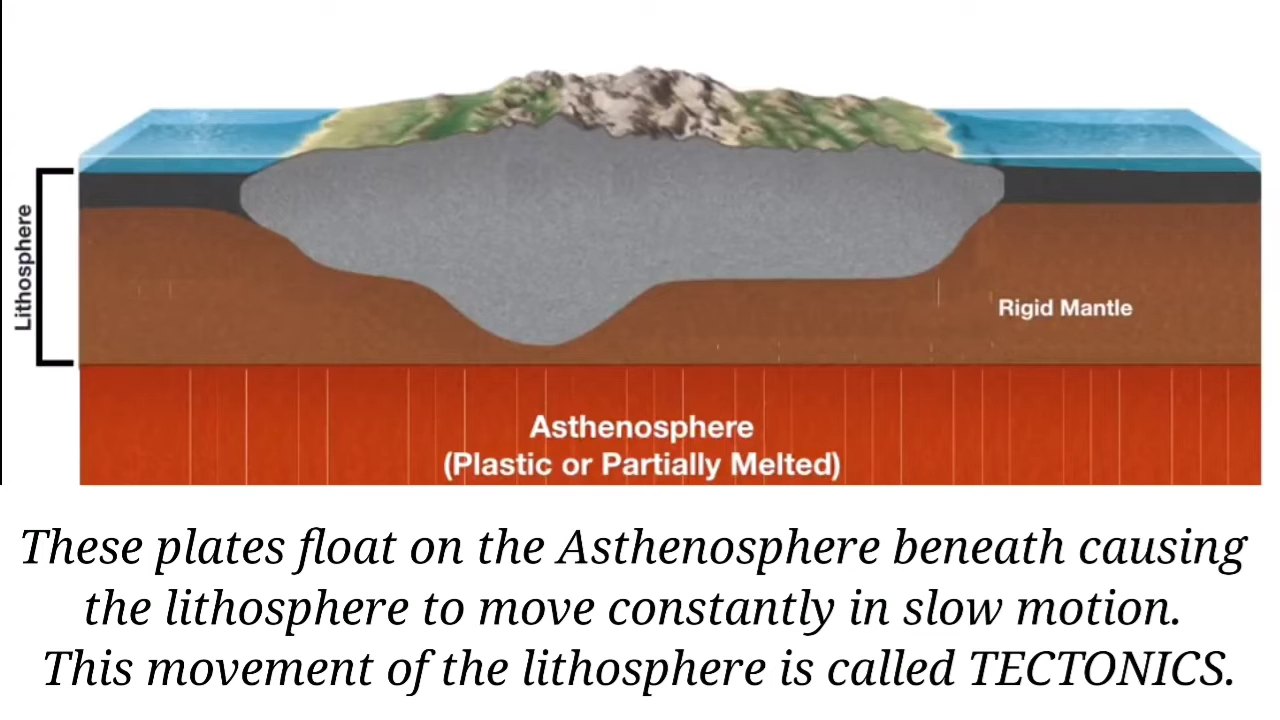 Lithosphere
Rigid Mantle
Asthenosphere
(Plastic or Partially Melted)
These plates float on the Asthenosphere beneath causing
the lithosphere to move constantly in slow motion.
This movement of the lithosphere is called TECTONICS.